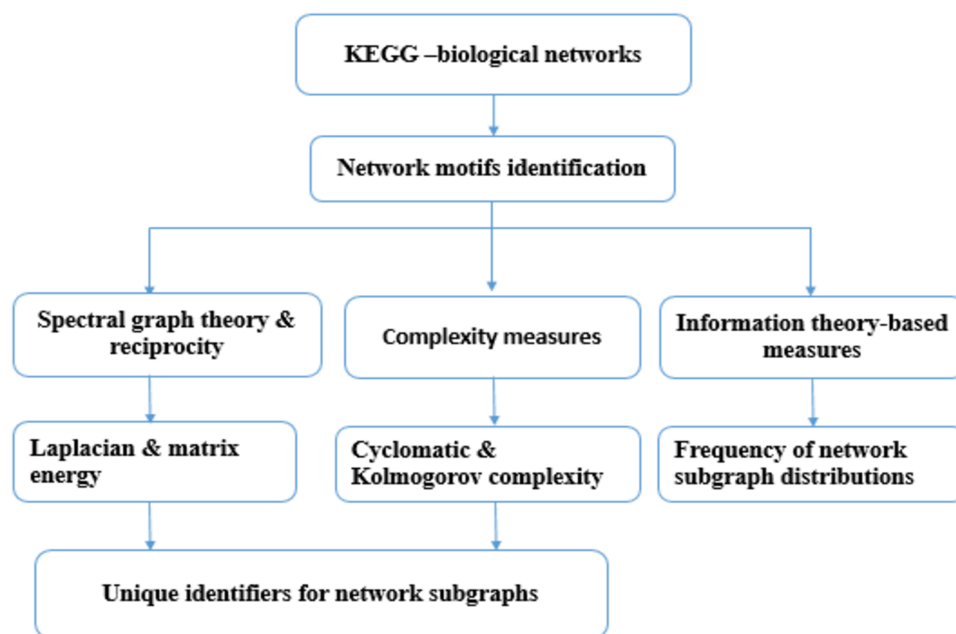 KEGG –biological networks
Network motifs identification
Spectral graph theory &
reciprocity
Complexity measures
Information theory-based
measures
Laplacian & matrix
energy
Cyclomatic &
Kolmogorov complexity
Frequency of network
subgraph distributions
Unique identifiers for network subgraphs